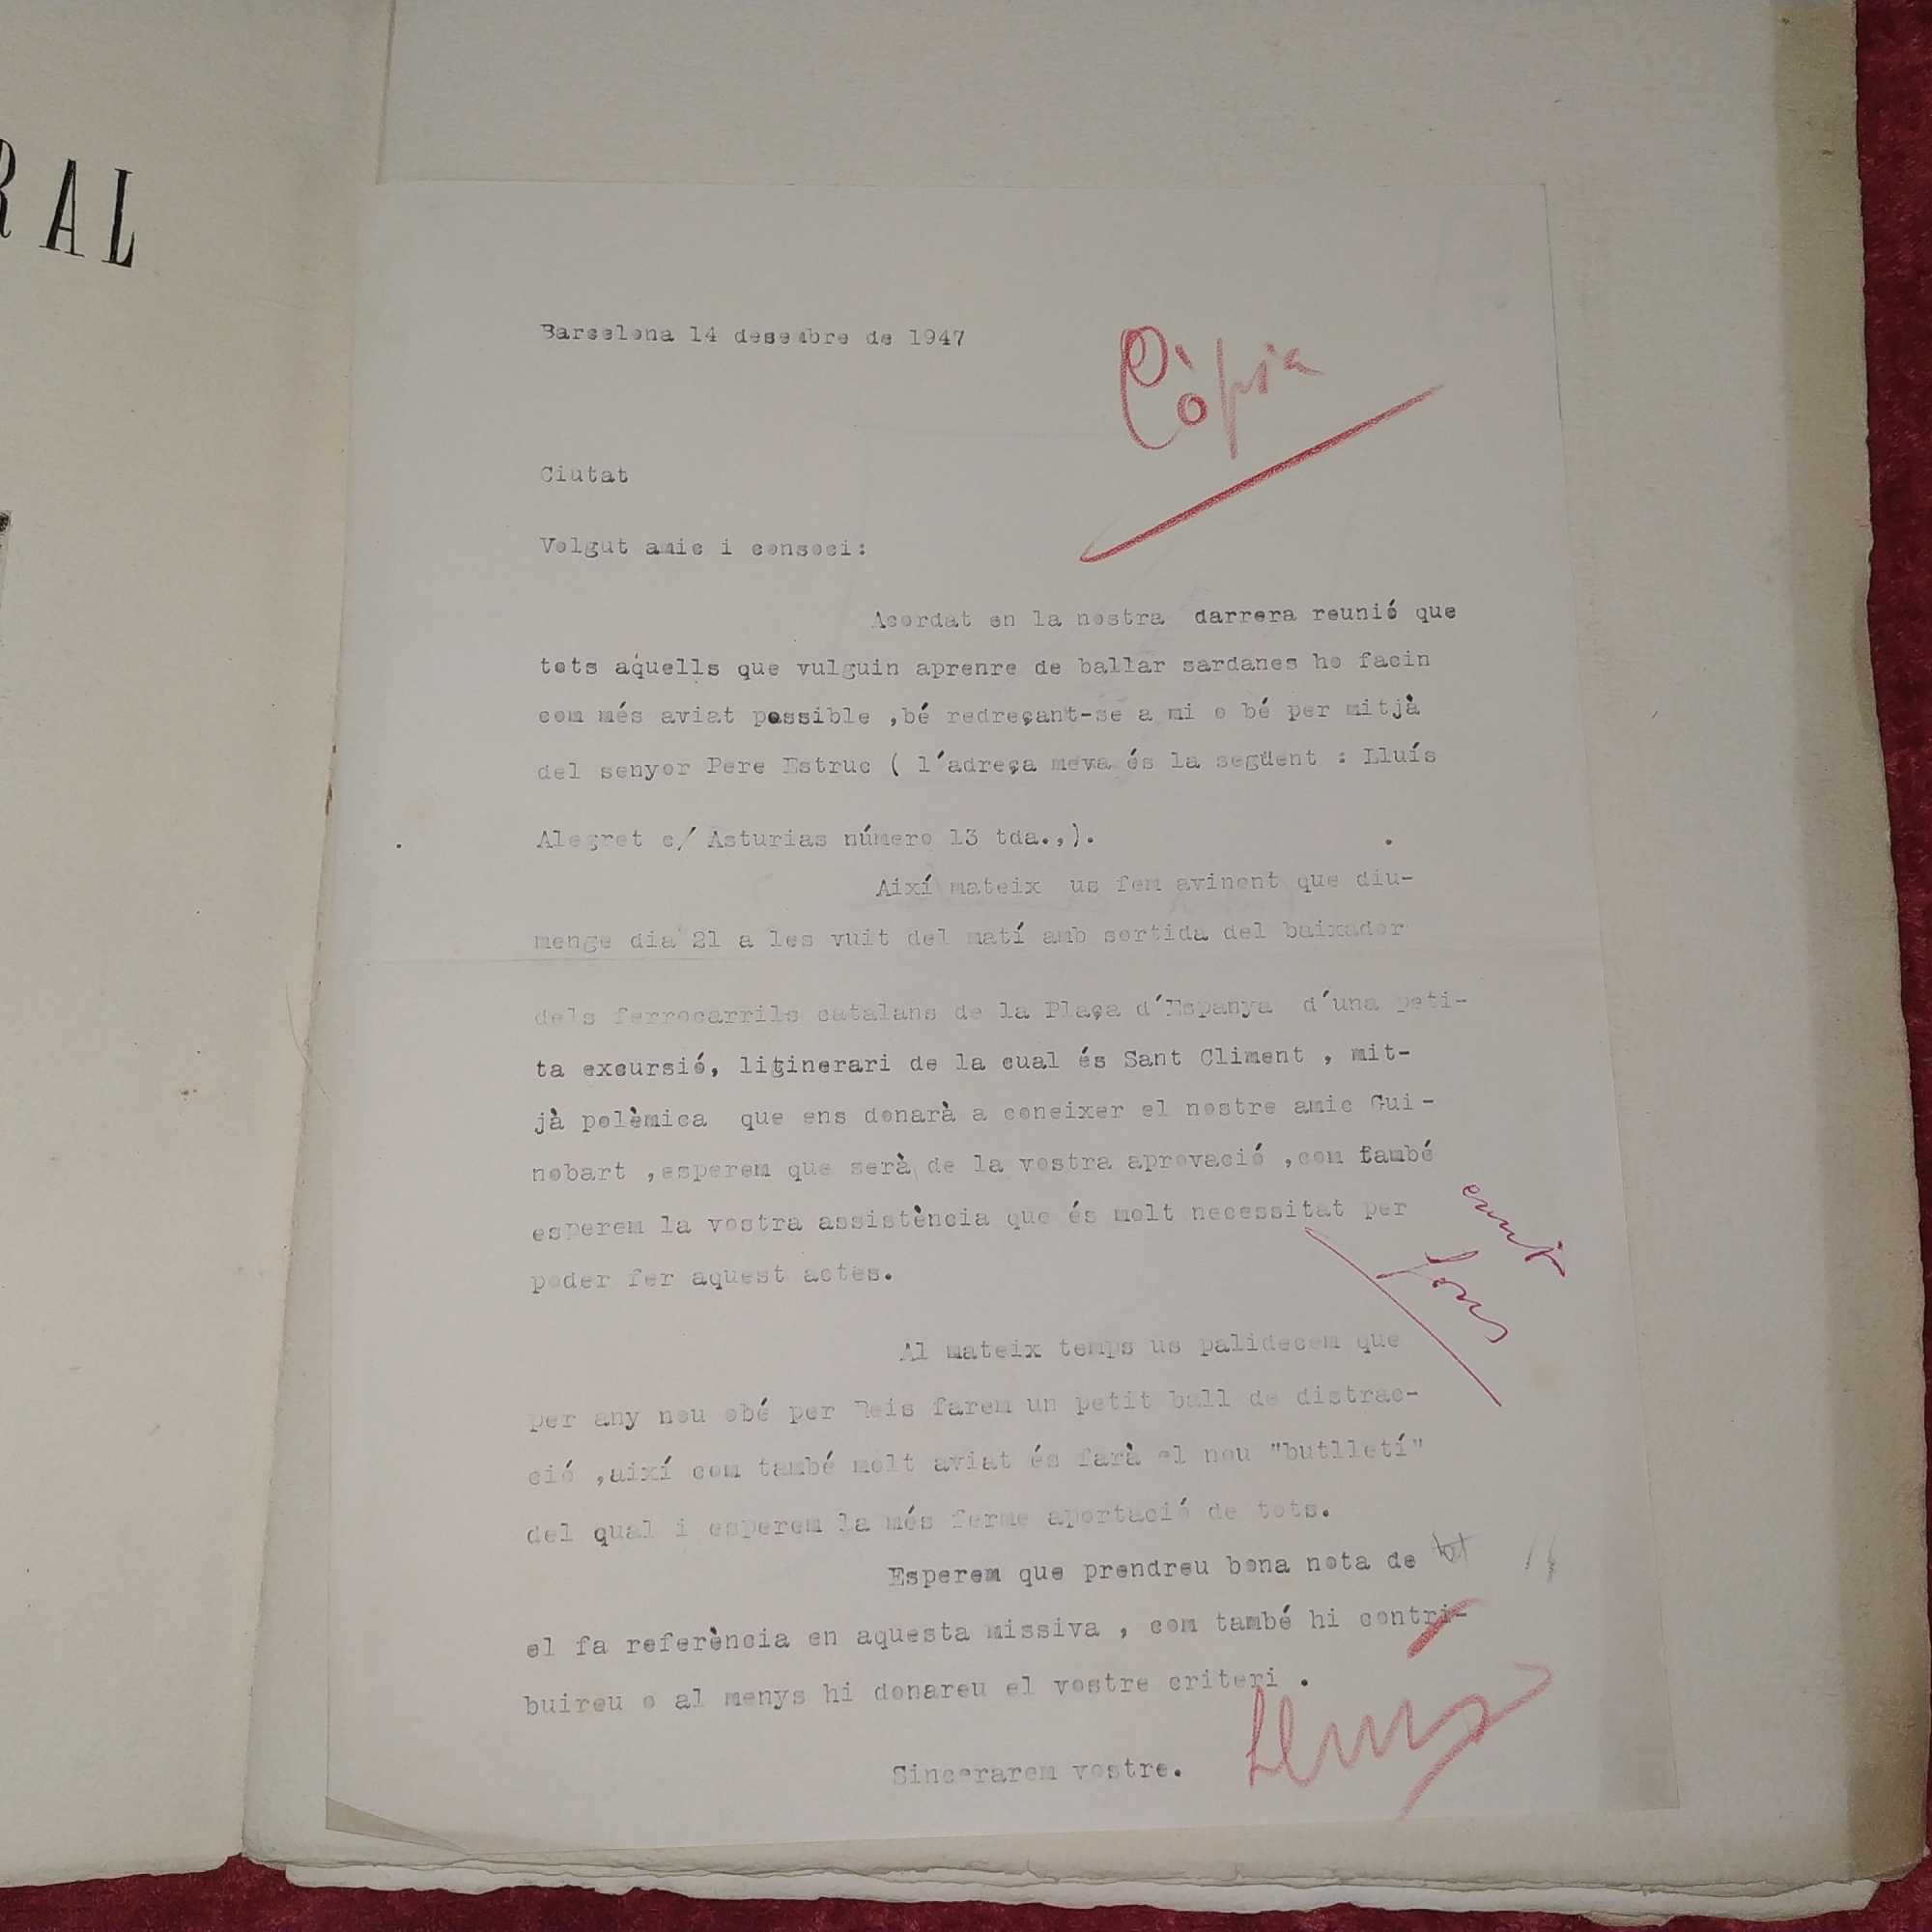 RAL
Barcelona 14 desembre de 1947
Còpia
Ciutat
Volgut amic i consoci:
Acordat en la nostra darrera reunió que
tots aquells que vulguin aprenre de ballar sardanes ho facin
com més aviat possible ,bé redreçant-se a mi o bé per mitjà
del senyor Pere Estruc ( l'adreça meva és la següent : Lluís
Alegret c/ Asturias número 13 tda.,).
Així mateix us fem avinent que diu-
menge dia 21 a les vuit del matí amb sortida del baixador
dels ferrocarrils catalans de la Plaça d'Espanya d'una peti-
ta excursió, litinerari de la cual és Sant Climent , mit-
jà polèmica que ens donarà a coneixer el nostre amic Gui-
nobart ,esperem que serà de la vostra aprovació ,com també
esperem la vostra assistència que és molt necessitat per
poder fer aquest actes.
Al mateix temps us palidecem que
per any nou obé per Reis farem un petit ball de distrac-
ció ,així com també molt aviat és farà el nou "butlletí"
del qual i esperem la més ferme aportació de tots.
Esperem que prendreu bona nota de tot
el fa referència en aquesta missiva , com també hi contri-
buireu o al menys hi donareu el vostre criteri .
Sincerarem vostre.
Lluís